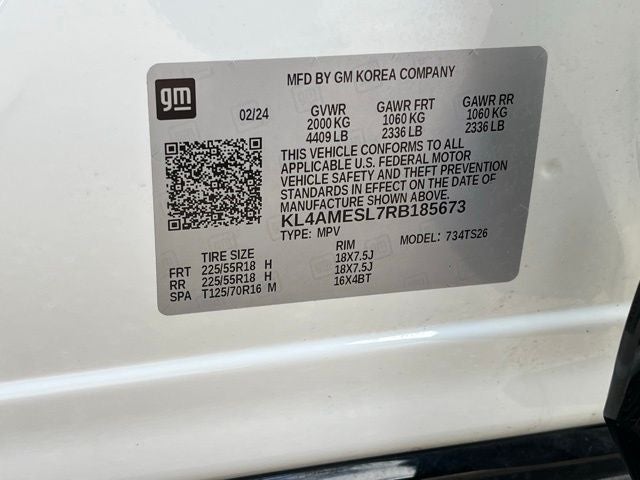 gm
MFD BY GM KOREA COMPANY
02/24 GVWR GAWR FRT GAWR RR
2000 KG 1060 KG 1060 KG
4409 LB 2336 LB 2336 LB
THIS VEHICLE CONFORMS TO ALL
APPLICABLE U.S. FEDERAL MOTOR
VEHICLE SAFETY AND THEFT PREVENTION
STANDARDS IN EFFECT ON THE DATE OF
MANUFACTURE SHOWN ABOVE.
KL4AMESL7RB185673
TYPE: MPV MODEL: 734TS26
TIRE SIZE RIM
FRT 225/55R18 H 18X7.5J
RR 225/55R18 H 18X7.5J
SPA T125/70R16 M 16X4BT